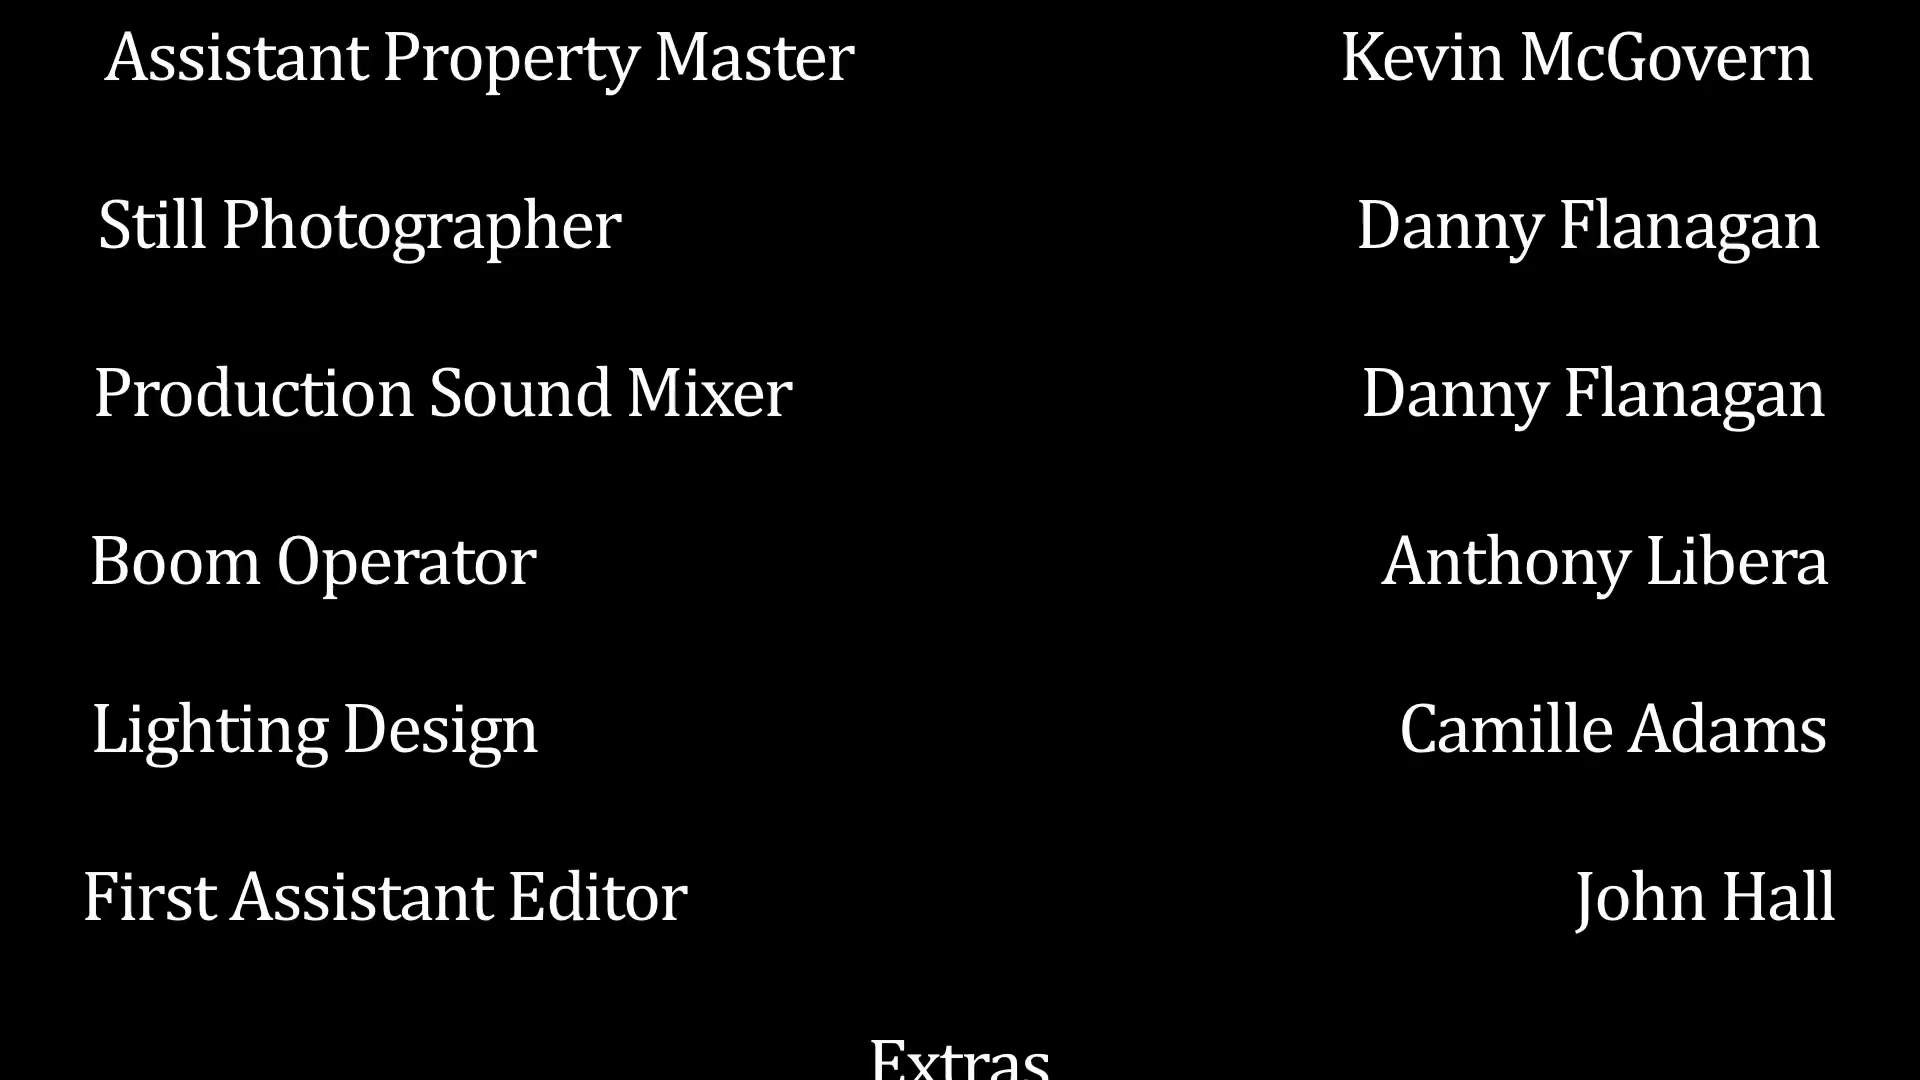 Assistant Property Master Kevin McGovern
Still Photographer Danny Flanagan
Production Sound Mixer Danny Flanagan
Boom Operator Anthony Libera
Lighting Design Camille Adams
First Assistant Editor John Hall
Extras